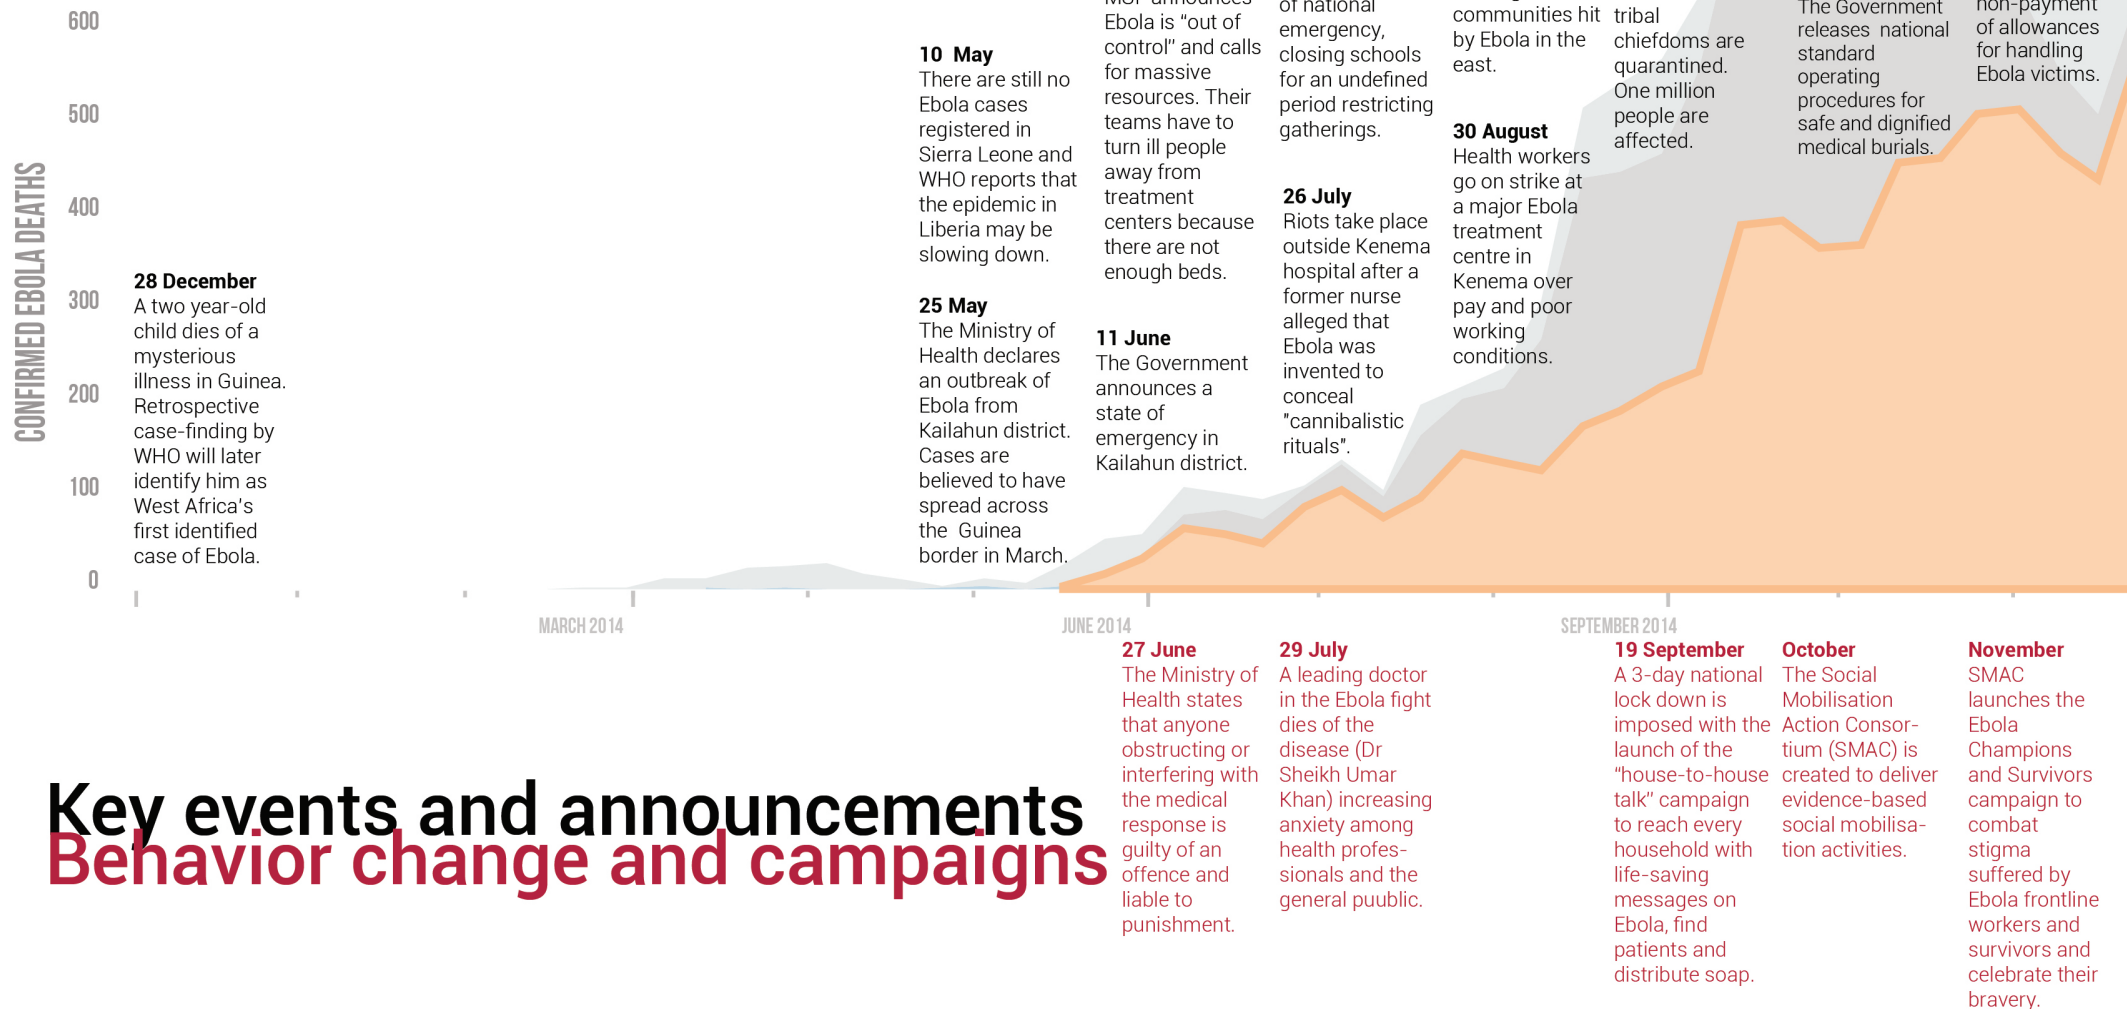 600
500
400
300
200
100
0
CONFIRMED EBOLA DEATHS
28 December
A two year-old
child dies of a
mysterious
illness in Guinea.
Retrospective
case-finding by
WHO will later
identify him as
West Africa's
first identified
case of Ebola.
10 May
There are still no
Ebola cases
registered in
Sierra Leone and
WHO reports that
the epidemic in
Liberia may be
slowing down.
25 May
The Ministry of
Health declares
an outbreak of
Ebola from
Kailahun district.
Cases are
believed to have
spread across
the Guinea
border in March.
Ebola is “out of
control" and calls
for massive
resources. Their
teams have to
turn ill people
away from
treatment
centers because
there are not
enough beds.
11 June
The Government
announces a
state of
emergency in
Kailahun district.
of national
emergency,
closing schools
for an undefined
period restricting
gatherings.
26 July
Riots take place
outside Kenema
hospital after a
former nurse
alleged that
Ebola was
invented to
conceal
"cannibalistic
rituals".
communities hit
by Ebola in the
east.
30 August
Health workers
go on strike at
a major Ebola
treatment
centre in
Kenema over
pay and poor
working
conditions.
tribal
chiefdoms are
quarantined.
One million
people are
affected.
The Government
releases national
standard
operating
procedures for
safe and dignified
medical burials.
non-payment
of allowances
for handling
Ebola victims.
MARCH 2014
JUNE 2014
SEPTEMBER 2014
27 June
The Ministry of
Health states
that anyone
obstructing or
interfering with
the medical
response is
guilty of an
offence and
liable to
punishment.
29 July
A leading doctor
in the Ebola fight
dies of the
disease (Dr
Sheikh Umar
Khan) increasing
anxiety among
health profes-
sionals and the
general puublic.
19 September
A 3-day national
lock down is
imposed with the
launch of the
“house-to-house
talk" campaign
to reach every
household with
life-saving
messages on
Ebola, find
patients and
distribute soap.
October
The Social
Mobilisation
Action Consor-
tium (SMAC) is
created to deliver
evidence-based
social mobilisa-
tion activities.
November
SMAC
launches the
Ebola
Champions
and Survivors
campaign to
combat
stigma
suffered by
Ebola frontline
workers and
survivors and
celebrate their
bravery.
Key events and announcements
Behavior change and campaigns